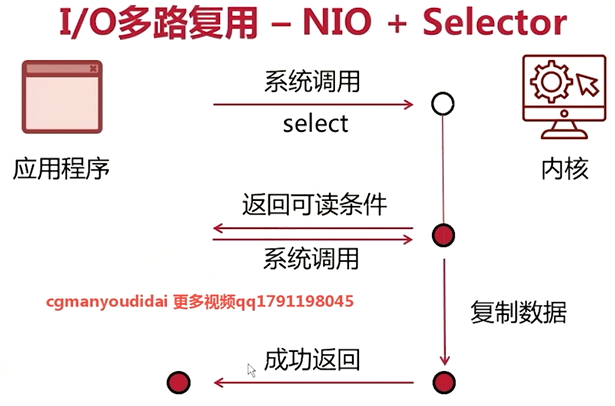 I/O多路复用 – NIO + Selector
系统调用
select
应用程序
内核
返回可读条件
系统调用
cgmanyoudidai 更多视频qq1791198045
复制数据
成功返回